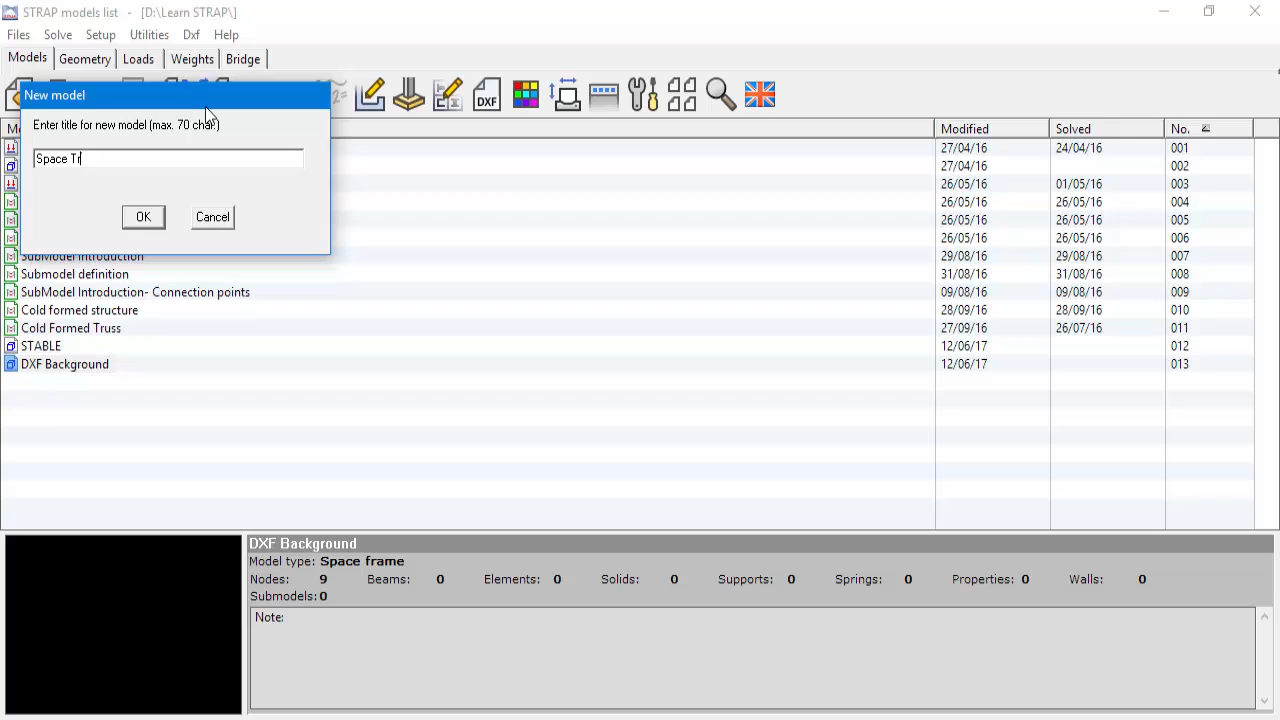 STRAP models list - [D:\Learn STRAP\]
Files Solve Setup Utilities Dxf Help
Models Geometry Loads Weights Bridge
New model
DXF
Enter title for new model (max. 70 char.)
Modified Solved No.
27/04/16 24/04/16 001
Space Tr
27/04/16 002
26/05/16 01/05/16 003
26/05/16 26/05/16 004
OK Cancel
26/05/16 26/05/16 005
26/05/16 26/05/16 006
SubModel Introduction 29/08/16 29/08/16 007
Submodel definition 31/08/16 31/08/16 008
SubModel Introduction- Connection points 09/08/16 09/08/16 009
Cold formed structure 28/09/16 28/09/16 010
Cold Formed Truss 27/09/16 26/07/16 011
STABLE 12/06/17 012
DXF Background 12/06/17 013
DXF Background
Model type: Space frame
Nodes: 9 Beams: 0 Elements: 0 Solids: 0 Supports: 0 Springs: 0 Properties: 0 Walls: 0
Submodels: 0
Note: